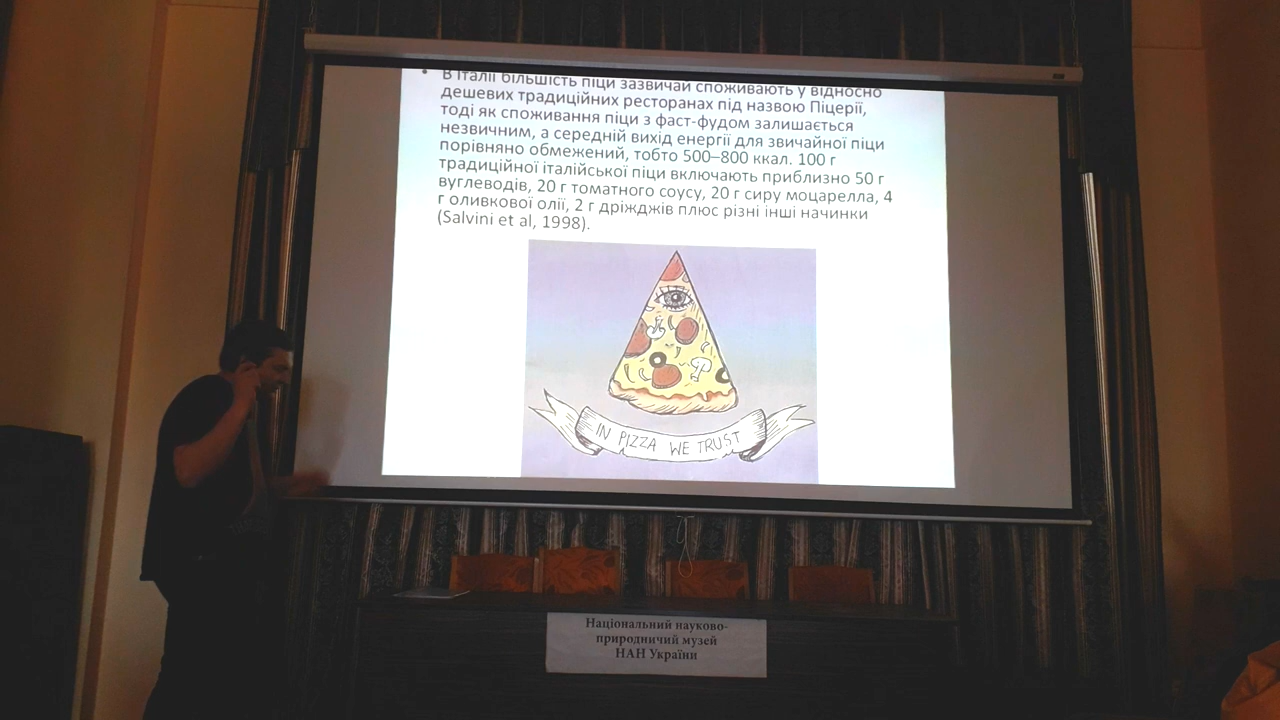 • В Італії більшість піци зазвичай споживають у відносно
дешевих традиційних ресторанах під назвою Піцерії,
тоді як споживання піци з фаст-фудом залишається
незвичним, а середній вихід енергії для звичайної піци
порівняно обмежений, тобто 500–800 ккал. 100 г
традиційної італійської піци включають приблизно 50 г
вуглеводів, 20 г томатного соусу, 20 г сиру моцарелла, 4
г оливкової олії, 2 г дріжджів плюс різні інші начинки
(Salvini et al, 1998).
IN PIZZA WE TRUST
Національний науково-
природничий музей
НАН України